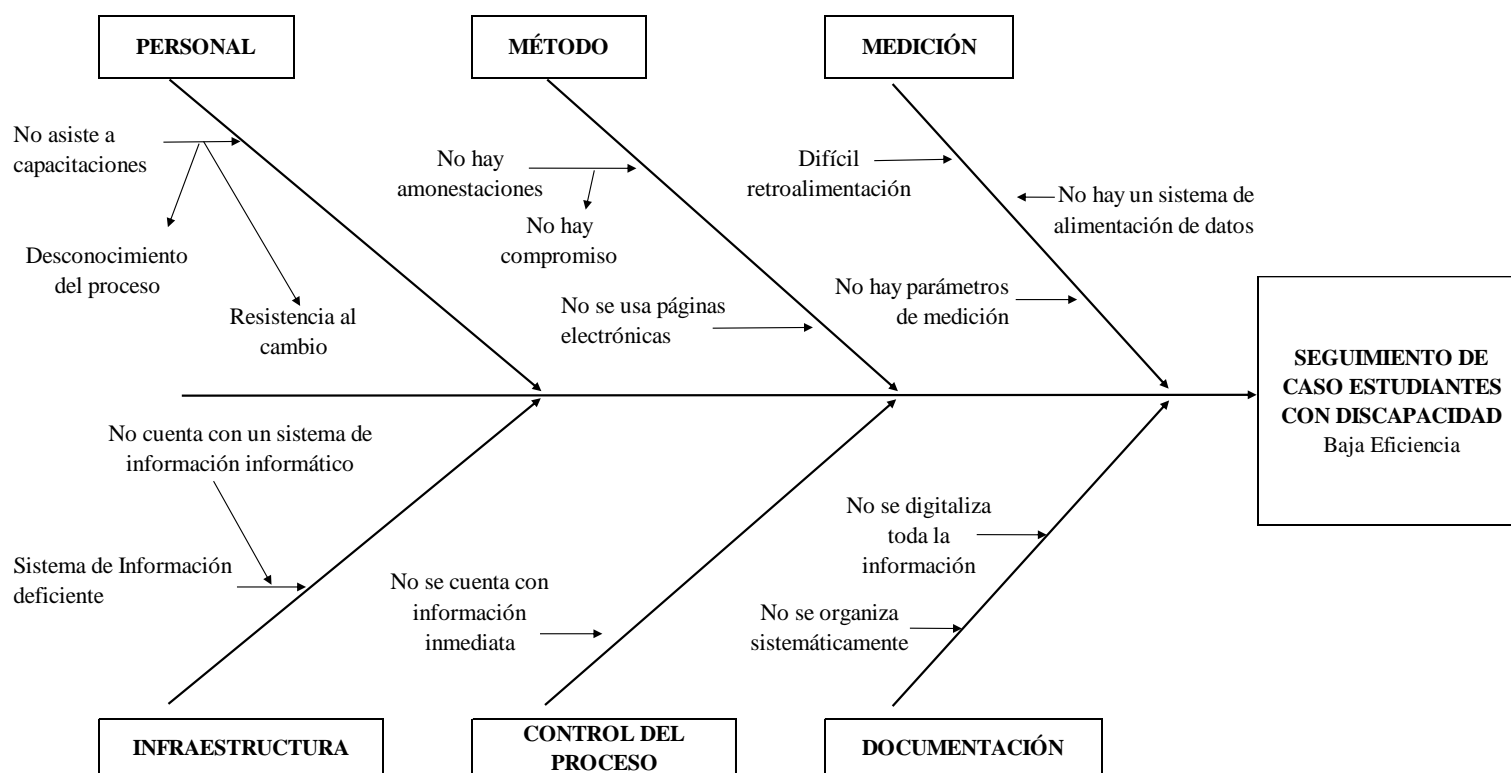 PERSONAL
MÉTODO
MEDICIÓN
No asiste a
capacitaciones
Desconocimiento
del proceso
Resistencia al
cambio
No hay
amonestaciones
No hay
compromiso
No se usa páginas
electrónicas
Difícil
retroalimentación
No hay un sistema de
alimentación de datos
No hay parámetros
de medición
SEGUIMIENTO DE
CASO ESTUDIANTES
CON DISCAPACIDAD
Baja Eficiencia
No cuenta con un sistema de
información informático
Sistema de Información
deficiente
No se cuenta con
información
inmediata
No se digitaliza
toda la
información
No se organiza
sistemáticamente
INFRAESTRUCTURA
CONTROL DEL
PROCESO
DOCUMENTACIÓN